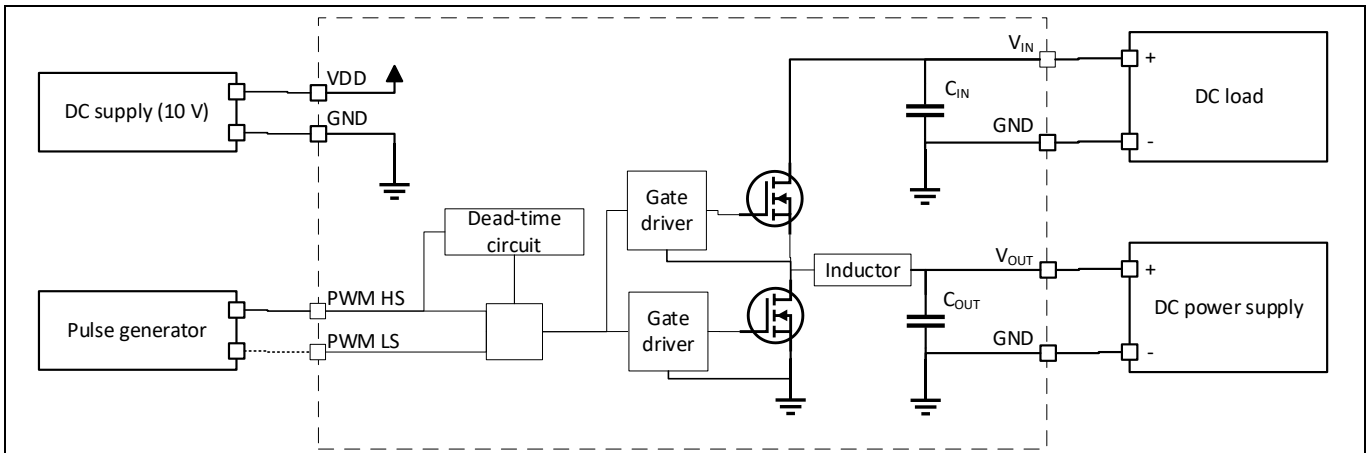 DC supply (10 V)
VDD
GND
Pulse generator
PWM HS
PWM LS
Dead-time
circuit
Gate
driver
Gate
driver
Inductor
VIN
CIN
GND
+
DC load
-
VOUT
COUT
GND
+
DC power supply
-